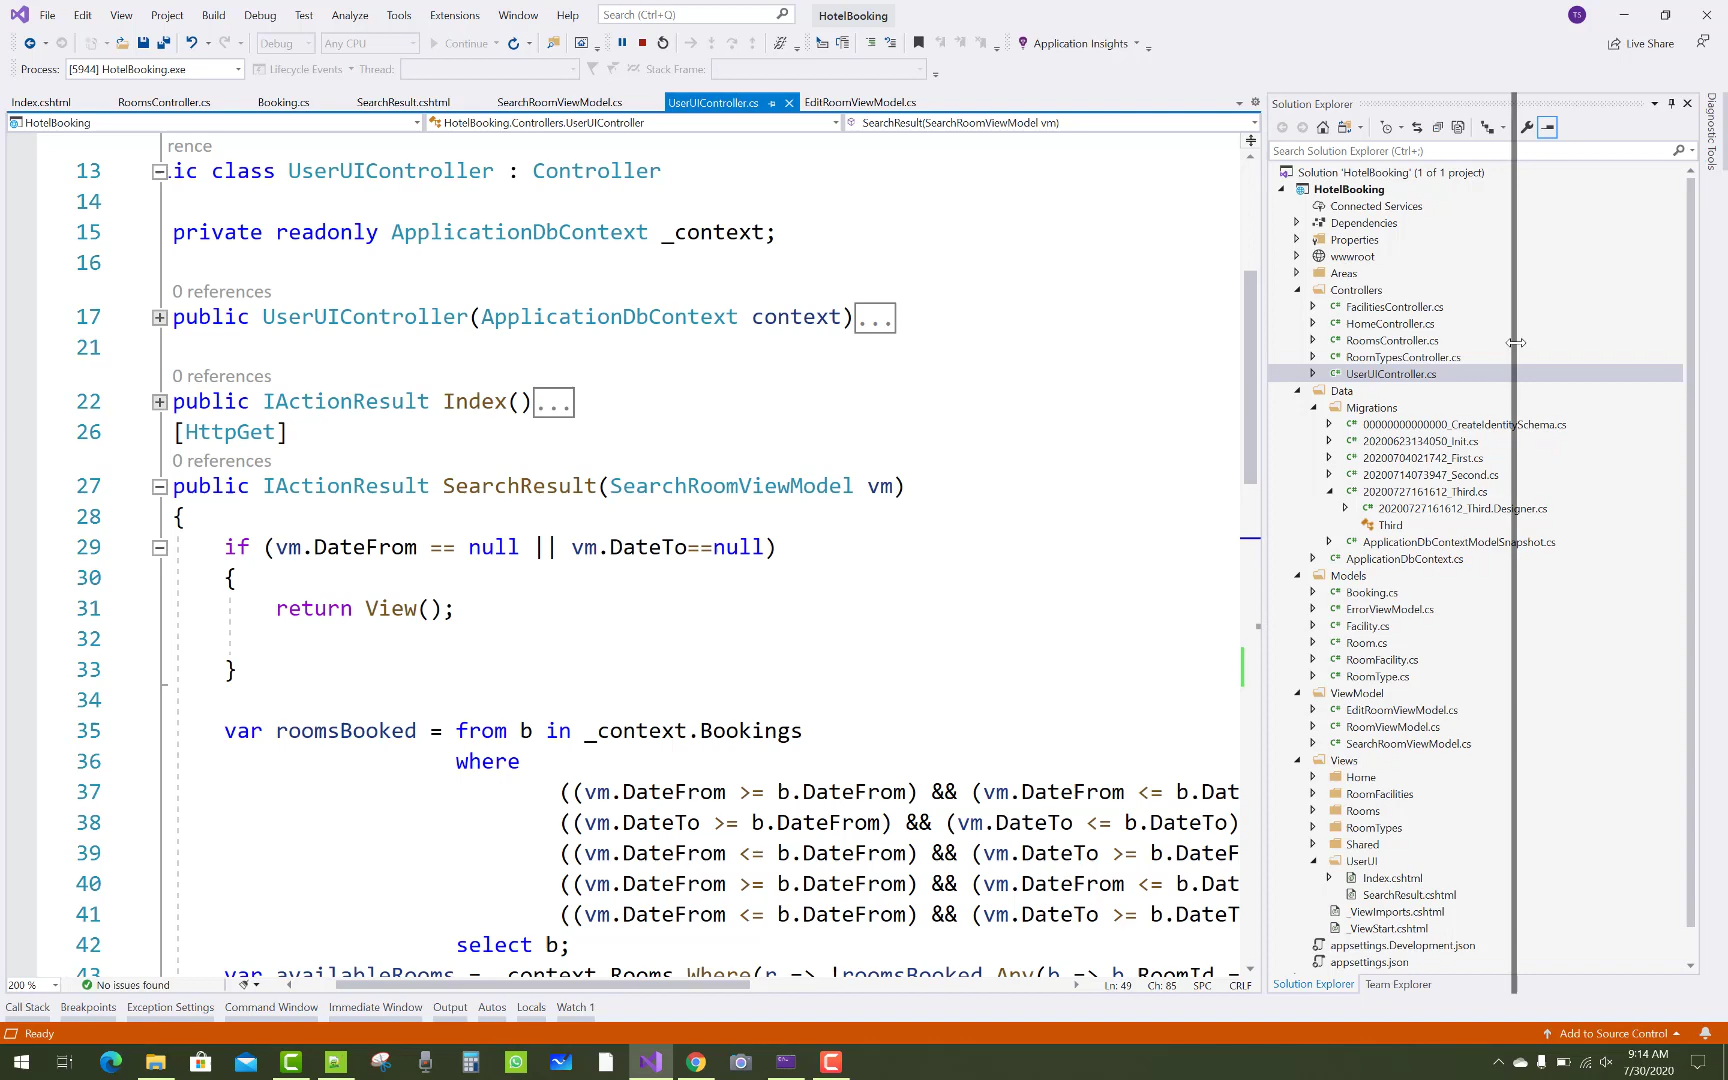 File Edit View Project Build Debug Test Analyze Tools Extensions Window Help Search (Ctrl+Q) HotelBooking TS
Debug Any CPU Continue Application Insights Live Share
Process: [5944] HotelBooking.exe Lifecycle Events Thread: Stack Frame:
Index.cshtml RoomsController.cs Booking.cs SearchResult.cshtml SearchRoomViewModel.cs UserUIController.cs EditRoomViewModel.cs
HotelBooking HotelBooking.Controllers.UserUIController SearchResult(SearchRoomViewModel vm)
rence
13 ic class UserUIController : Controller
14
15 private readonly ApplicationDbContext _context;
16
0 references
17 public UserUIController(ApplicationDbContext context)...
21
0 references
22 public IActionResult Index()...
26 [HttpGet]
0 references
27 public IActionResult SearchResult(SearchRoomViewModel vm)
28 {
29 if (vm.DateFrom == null || vm.DateTo==null)
30 {
31 return View();
32
33 }
34
35 var roomsBooked = from b in _context.Bookings
36 where
37 ((vm.DateFrom >= b.DateFrom) && (vm.DateFrom <= b.Dat
38 ((vm.DateTo >= b.DateFrom) && (vm.DateTo <= b.DateTo)
39 ((vm.DateFrom <= b.DateFrom) && (vm.DateTo >= b.DateF
40 ((vm.DateFrom >= b.DateFrom) && (vm.DateFrom <= b.Dat
41 ((vm.DateFrom <= b.DateFrom) && (vm.DateTo >= b.DateT
42 select b;
43 var availableRooms = _context.Rooms.Where(r => !roomsBooked.Any(b => b.RoomId =
200 % No issues found Ln: 49 Ch: 85 SPC CRLF
Call Stack Breakpoints Exception Settings Command Window Immediate Window Output Autos Locals Watch 1
Solution Explorer
Search Solution Explorer (Ctrl+;)
Solution 'HotelBooking' (1 of 1 project)
HotelBooking
Connected Services
Dependencies
Properties
wwwroot
Areas
Controllers
FacilitiesController.cs
HomeController.cs
RoomsController.cs
RoomTypesController.cs
UserUIController.cs
Data
Migrations
00000000000000_CreateIdentitySchema.cs
20200623134050_Init.cs
20200704021742_First.cs
20200714073947_Second.cs
20200727161612_Third.cs
20200727161612_Third.Designer.cs
Third
ApplicationDbContextModelSnapshot.cs
ApplicationDbContext.cs
Models
Booking.cs
ErrorViewModel.cs
Facility.cs
Room.cs
RoomFacility.cs
RoomType.cs
ViewModel
EditRoomViewModel.cs
RoomViewModel.cs
SearchRoomViewModel.cs
Views
Home
RoomFacilities
Rooms
RoomTypes
Shared
UserUI
Index.cshtml
SearchResult.cshtml
_ViewImports.cshtml
_ViewStart.cshtml
appsettings.Development.json
appsettings.json
Solution Explorer Team Explorer
Diagnostic Tools
Ready Add to Source Control
9:14 AM
7/30/2020